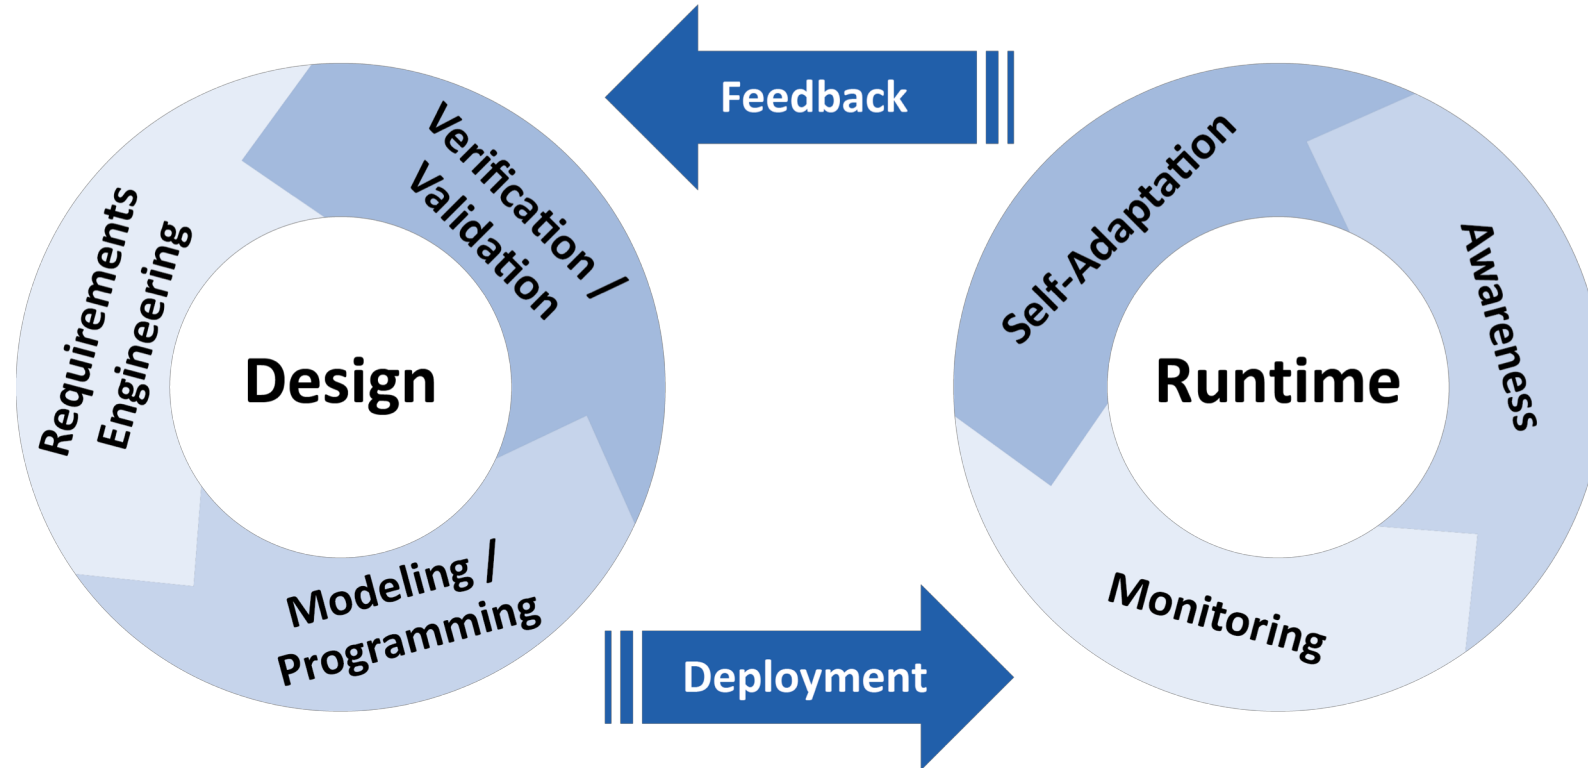 Feedback
Verification /
Validation
Requirements
Engineering
Design
Modeling /
Programming
Self-Adaptation
Awareness
Runtime
Monitoring
Deployment